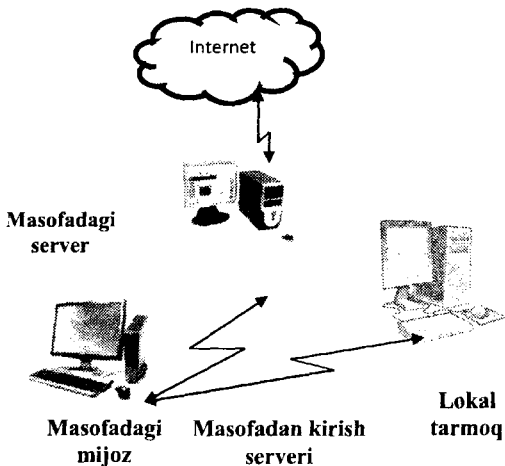 Internet
Masofadagi
server
Masofadagi
mijoz
Masofadan kirish
serveri
Lokal
tarmoq